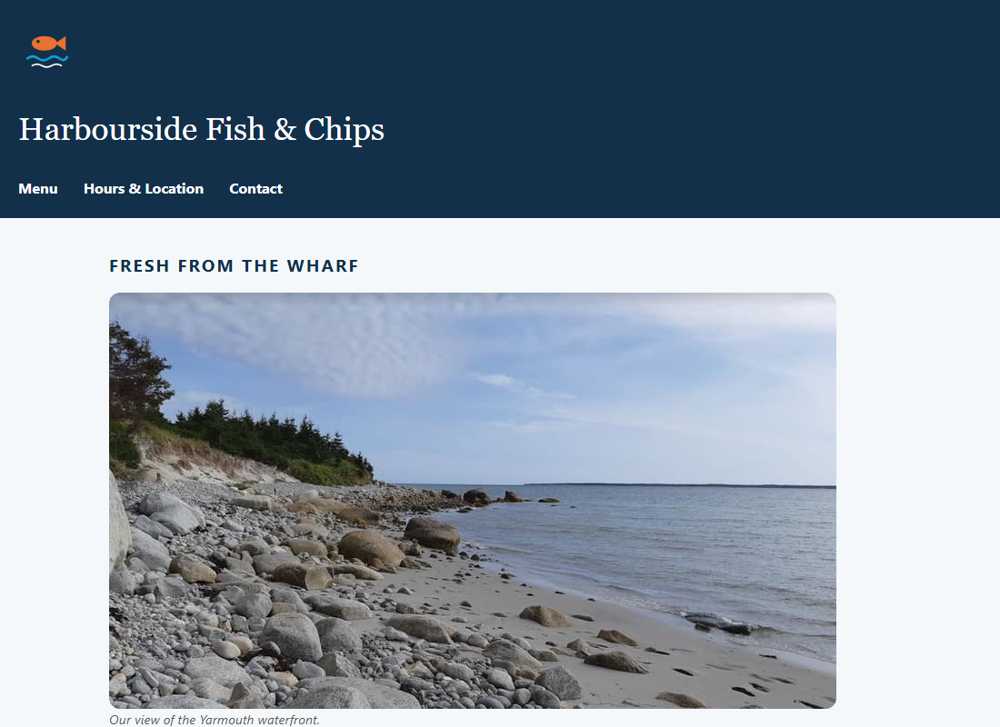 Harbourside Fish & Chips
Menu Hours & Location Contact
FRESH FROM THE WHARF
Our view of the Yarmouth waterfront.